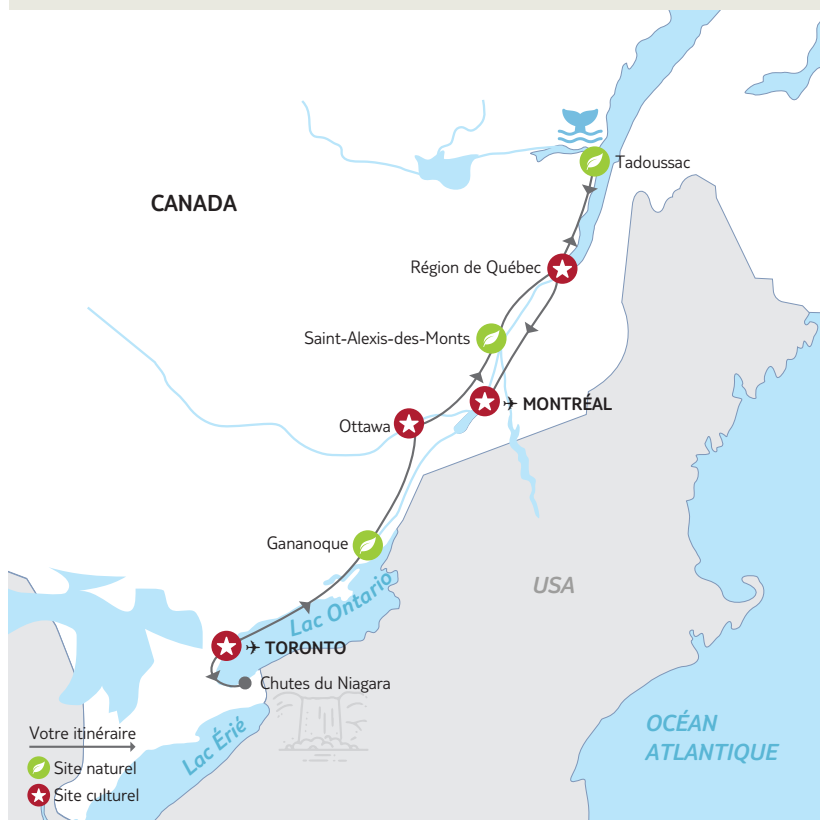 Tadoussac
CANADA
Région de Québec
Saint-Alexis-des-Monts
MONTRÉAL
Ottawa
Gananoque
USA
Lac Ontario
TORONTO
Chutes du Niagara
Lac Érié
OCÉAN
ATLANTIQUE
Votre itinéraire
Site naturel
Site culturel